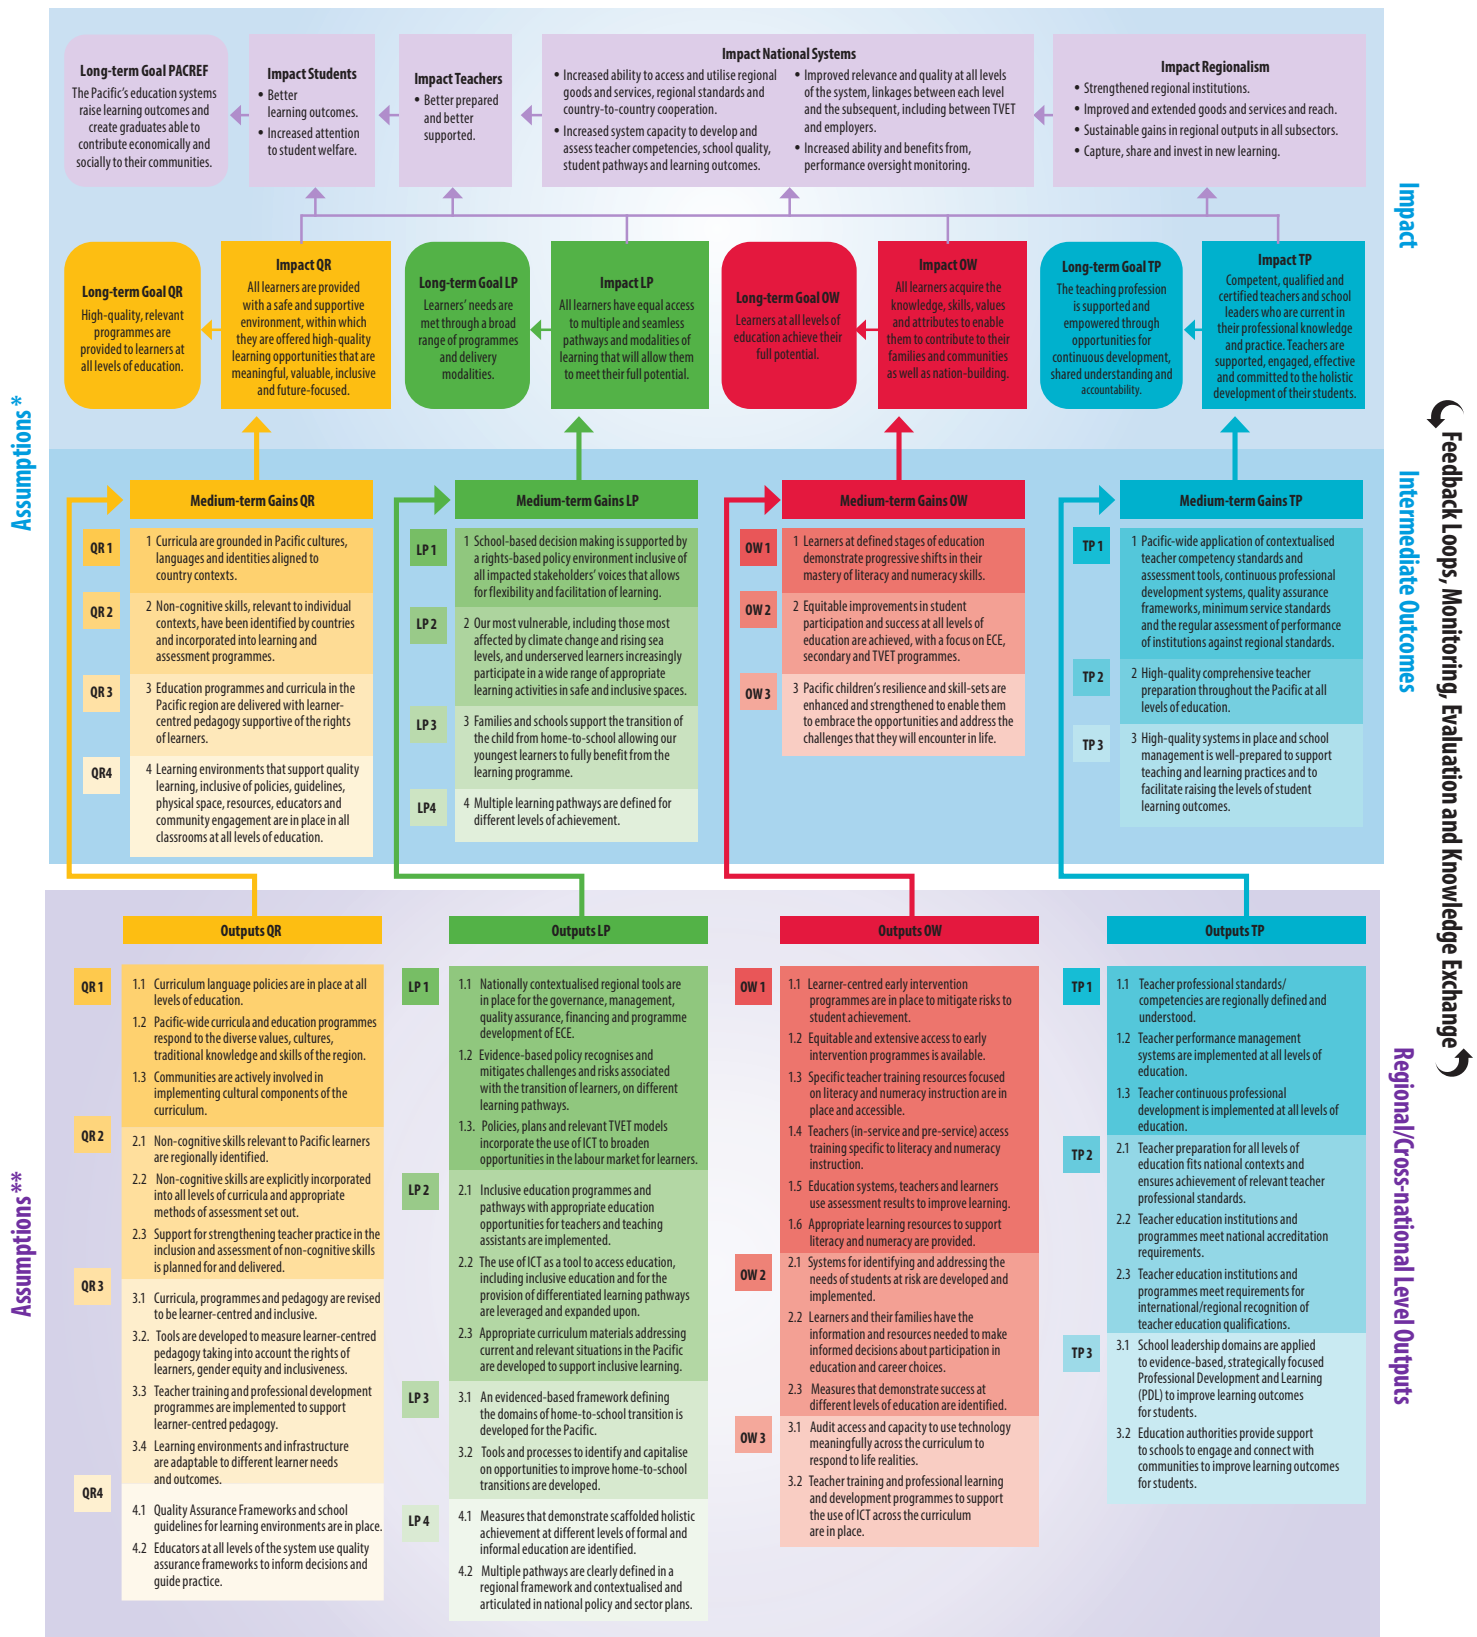 Long-term Goal PACREF
The Pacific's education systems
raise learning outcomes and
create graduates able to
contribute economically and
socially to their communities.
Impact Students
• Better
learning outcomes.
• Increased attention
to student welfare.
Impact Teachers
• Better prepared
and better
supported.
Impact National Systems
• Increased ability to access and utilise regional
goods and services, regional standards and
country-to-country cooperation.
• Increased system capacity to develop and
assess teacher competencies, school quality,
student pathways and learning outcomes.
• Improved relevance and quality at all levels
of the system, linkages between each level
and the subsequent, including between TVET
and employers.
• Increased ability and benefits from,
performance oversight monitoring.
Impact Regionalism
• Strengthened regional institutions.
• Improved and extended goods and services and reach.
• Sustainable gains in regional outputs in all subsectors.
• Capture, share and invest in new learning.
Impact
Long-term Goal QR
High-quality, relevant
programmes are
provided to learners at
all levels of education.
Impact QR
All learners are provided
with a safe and supportive
environment, within which
they are offered high-quality
learning opportunities that are
meaningful, valuable, inclusive
and future-focused.
Long-term Goal LP
Learners' needs are
met through a broad
range of programmes
and delivery
modalities.
Impact LP
All learners have equal access
to multiple and seamless
pathways and modalities of
learning that will allow them
to meet their full potential.
Long-term Goal OW
Learners at all levels of
education achieve their
full potential.
Impact OW
All learners acquire the
knowledge, skills, values
and attributes to enable
them to contribute to their
families and communities
as well as nation-building.
Long-term Goal TP
The teaching profession
is supported and
empowered through
opportunities for
continuous development,
shared understanding and
accountability.
Impact TP
Competent, qualified and
certified teachers and school
leaders who are current in
their professional knowledge
and practice. Teachers are
supported, engaged, effective
and committed to the holistic
development of their students.
Assumptions *
Intermediate Outcomes
Feedback Loops, Monitoring, Evaluation and Knowledge Exchange
Medium-term Gains QR
QR 1
1 Curricula are grounded in Pacific cultures,
languages and identities aligned to
country contexts.
QR 2
2 Non-cognitive skills, relevant to individual
contexts, have been identified by countries
and incorporated into learning and
assessment programmes.
QR 3
3 Education programmes and curricula in the
Pacific region are delivered with learner-
centred pedagogy supportive of the rights
of learners.
QR4
4 Learning environments that support quality
learning, inclusive of policies, guidelines,
physical space, resources, educators and
community engagement are in place in all
classrooms at all levels of education.
Medium-term Gains LP
LP 1
1 School-based decision making is supported by
a rights-based policy environment inclusive of
all impacted stakeholders' voices that allows
for flexibility and facilitation of learning.
LP 2
2 Our most vulnerable, including those most
affected by climate change and rising sea
levels, and underserved learners increasingly
participate in a wide range of appropriate
learning activities in safe and inclusive spaces.
LP 3
3 Families and schools support the transition of
the child from home-to-school allowing our
youngest learners to fully benefit from the
learning programme.
LP4
4 Multiple learning pathways are defined for
different levels of achievement.
Medium-term Gains OW
OW 1
1 Learners at defined stages of education
demonstrate progressive shifts in their
mastery of literacy and numeracy skills.
OW 2
2 Equitable improvements in student
participation and success at all levels of
education are achieved, with a focus on ECE,
secondary and TVET programmes.
OW 3
3 Pacific children's resilience and skill-sets are
enhanced and strengthened to enable them
to embrace the opportunities and address the
challenges that they will encounter in life.
Medium-term Gains TP
TP 1
1 Pacific-wide application of contextualised
teacher competency standards and
assessment tools, continuous professional
development systems, quality assurance
frameworks, minimum service standards
and the regular assessment of performance
of institutions against regional standards.
TP 2
2 High-quality comprehensive teacher
preparation throughout the Pacific at all
levels of education.
TP 3
3 High-quality systems in place and school
management is well-prepared to support
teaching and learning practices and to
facilitate raising the levels of student
learning outcomes.
Assumptions **
Regional/Cross-national Level Outputs
Outputs QR
QR 1
1.1 Curriculum language policies are in place at all
levels of education.
1.2 Pacific-wide curricula and education programmes
respond to the diverse values, cultures,
traditional knowledge and skills of the region.
1.3 Communities are actively involved in
implementing cultural components of the
curriculum.
QR 2
2.1 Non-cognitive skills relevant to Pacific learners
are regionally identified.
2.2 Non-cognitive skills are explicitly incorporated
into all levels of curricula and appropriate
methods of assessment set out.
2.3 Support for strengthening teacher practice in the
inclusion and assessment of non-cognitive skills
is planned for and delivered.
QR 3
3.1 Curricula, programmes and pedagogy are revised
to be learner-centred and inclusive.
3.2. Tools are developed to measure learner-centred
pedagogy taking into account the rights of
learners, gender equity and inclusiveness.
3.3 Teacher training and professional development
programmes are implemented to support
learner-centred pedagogy.
3.4 Learning environments and infrastructure
are adaptable to different learner needs
and outcomes.
QR4
4.1 Quality Assurance Frameworks and school
guidelines for learning environments are in place.
4.2 Educators at all levels of the system use quality
assurance frameworks to inform decisions and
guide practice.
Outputs LP
LP 1
1.1 Nationally contextualised regional tools are
in place for the governance, management,
quality assurance, financing and programme
development of ECE.
1.2 Evidence-based policy recognises and
mitigates challenges and risks associated
with the transition of learners, on different
learning pathways.
1.3. Policies, plans and relevant TVET models
incorporate the use of ICT to broaden
opportunities in the labour market for learners.
LP 2
2.1 Inclusive education programmes and
pathways with appropriate education
opportunities for teachers and teaching
assistants are implemented.
2.2 The use of ICT as a tool to access education,
including inclusive education and for the
provision of differentiated learning pathways
are leveraged and expanded upon.
2.3 Appropriate curriculum materials addressing
current and relevant situations in the Pacific
are developed to support inclusive learning.
LP 3
3.1 An evidenced-based framework defining
the domains of home-to-school transition is
developed for the Pacific.
3.2 Tools and processes to identify and capitalise
on opportunities to improve home-to-school
transitions are developed.
LP 4
4.1 Measures that demonstrate scaffolded holistic
achievement at different levels of formal and
informal education are identified.
4.2 Multiple pathways are clearly defined in a
regional framework and contextualised and
articulated in national policy and sector plans.
Outputs OW
OW 1
1.1 Learner-centred early intervention
programmes are in place to mitigate risks to
student achievement.
1.2 Equitable and extensive access to early
intervention programmes is available.
1.3 Specific teacher training resources focused
on literacy and numeracy instruction are in
place and accessible.
1.4 Teachers (in-service and pre-service) access
training specific to literacy and numeracy
instruction.
1.5 Education systems, teachers and learners
use assessment results to improve learning.
1.6 Appropriate learning resources to support
literacy and numeracy are provided.
OW 2
2.1 Systems for identifying and addressing the
needs of students at risk are developed and
implemented.
2.2 Learners and their families have the
information and resources needed to make
informed decisions about participation in
education and career choices.
2.3 Measures that demonstrate success at
different levels of education are identified.
OW 3
3.1 Audit access and capacity to use technology
meaningfully across the curriculum to
respond to life realities.
3.2 Teacher training and professional learning
and development programmes to support
the use of ICT across the curriculum
are in place.
Outputs TP
TP 1
1.1 Teacher professional standards/
competencies are regionally defined and
understood.
1.2 Teacher performance management
systems are implemented at all levels of
education.
1.3 Teacher continuous professional
development is implemented at all levels of
education.
TP 2
2.1 Teacher preparation for all levels of
education fits national contexts and
ensures achievement of relevant teacher
professional standards.
2.2 Teacher education institutions and
programmes meet national accreditation
requirements.
2.3 Teacher education institutions and
programmes meet requirements for
international/regional recognition of
teacher education qualifications.
TP 3
3.1 School leadership domains are applied
to evidence-based, strategically focused
Professional Development and Learning
(PDL) to improve learning outcomes
for students.
3.2 Education authorities provide support
to schools to engage and connect with
communities to improve learning outcomes
for students.